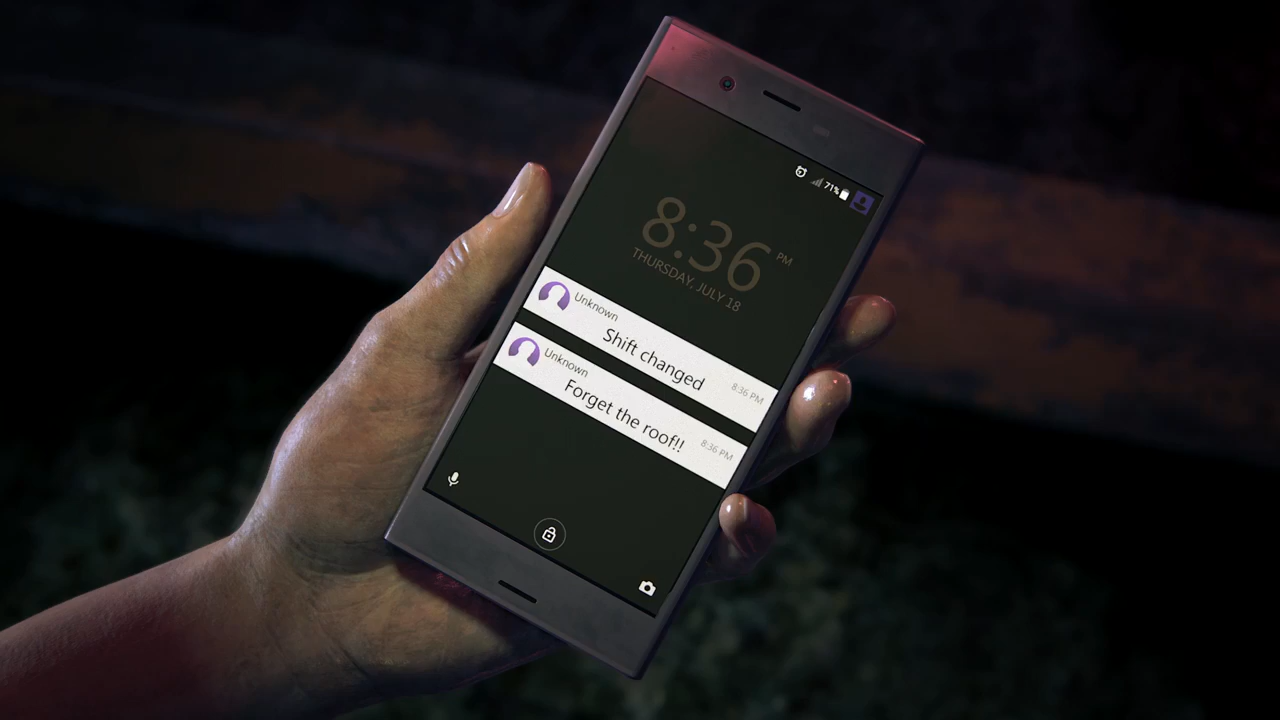 71%
8:36 PM
THURSDAY, JULY 18
Unknown
Shift changed
8:36 PM
Unknown
Forget the roof!!
8:36 PM